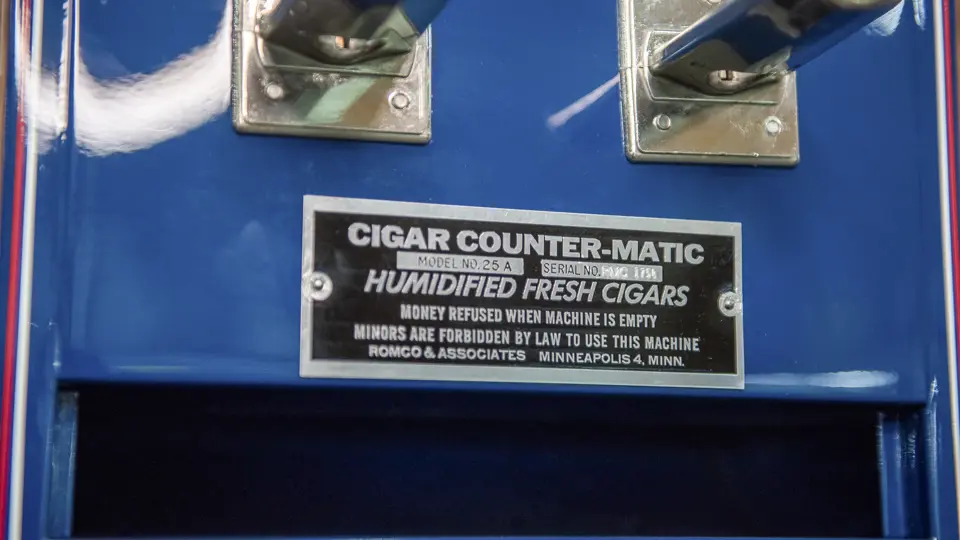 CIGAR COUNTER-MATIC
MODEL NO. 25 A SERIAL NO.
HUMIDIFIED FRESH CIGARS
MONEY REFUSED WHEN MACHINE IS EMPTY
MINORS ARE FORBIDDEN BY LAW TO USE THIS MACHINE
ROMCO & ASSOCIATES MINNEAPOLIS 4, MINN.